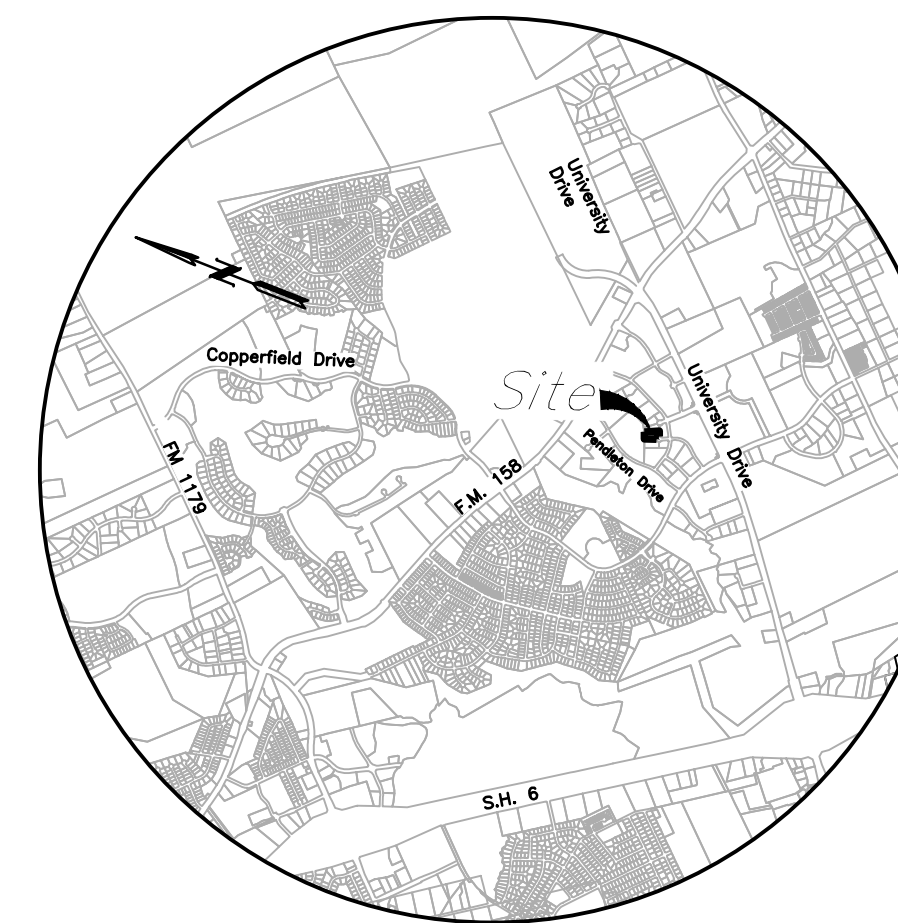 University
Drive
N
Copperfield Drive
Site
University Drive
Pendleton Drive
FM 1179
F.M. 158
S.H. 6